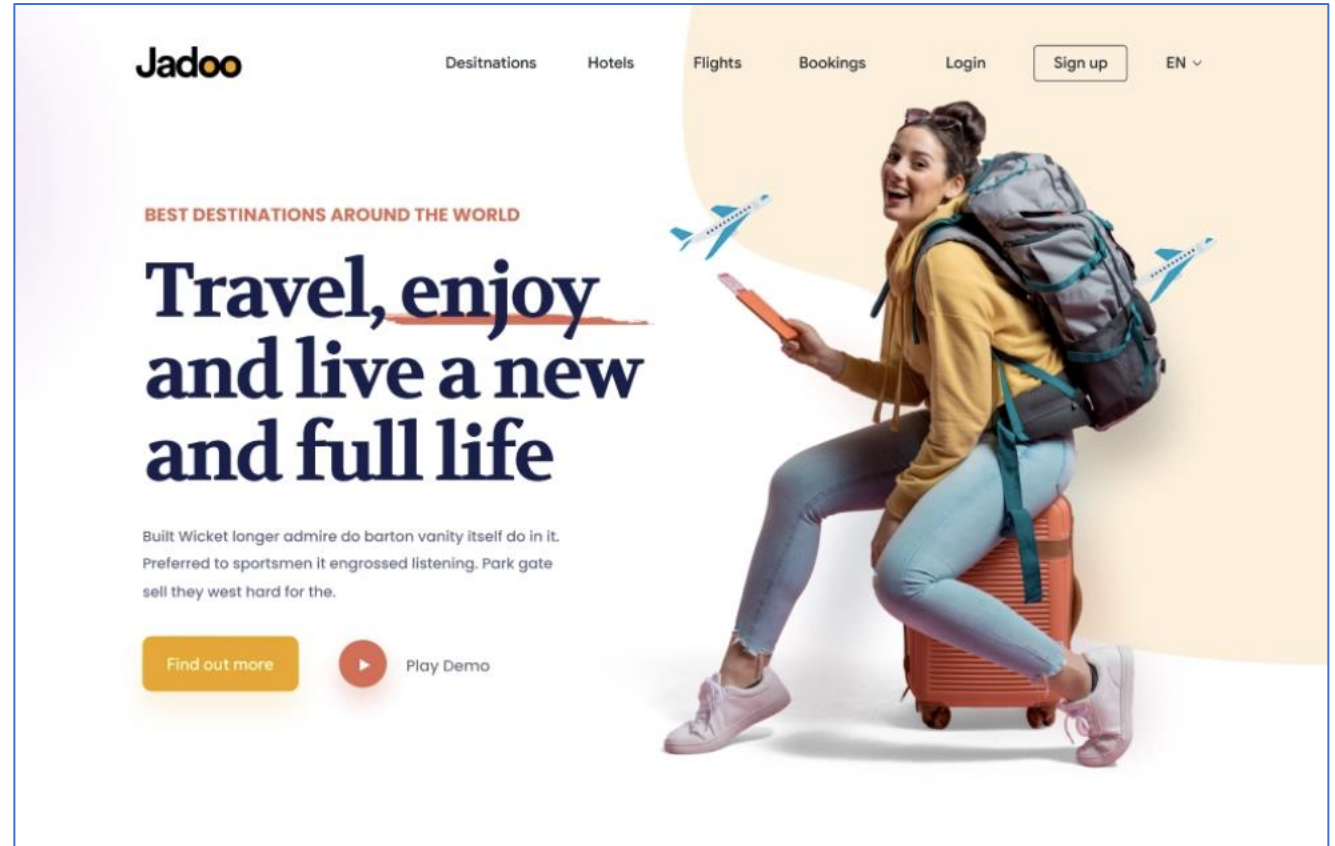 Jadoo
Desitnations Hotels Flights Bookings Login Sign up EN
BEST DESTINATIONS AROUND THE WORLD
Travel, enjoy
and live a new
and full life
Built Wicket longer admire do barton vanity itself do in it.
Preferred to sportsmen it engrossed listening. Park gate
sell they west hard for the.
Find out more Play Demo